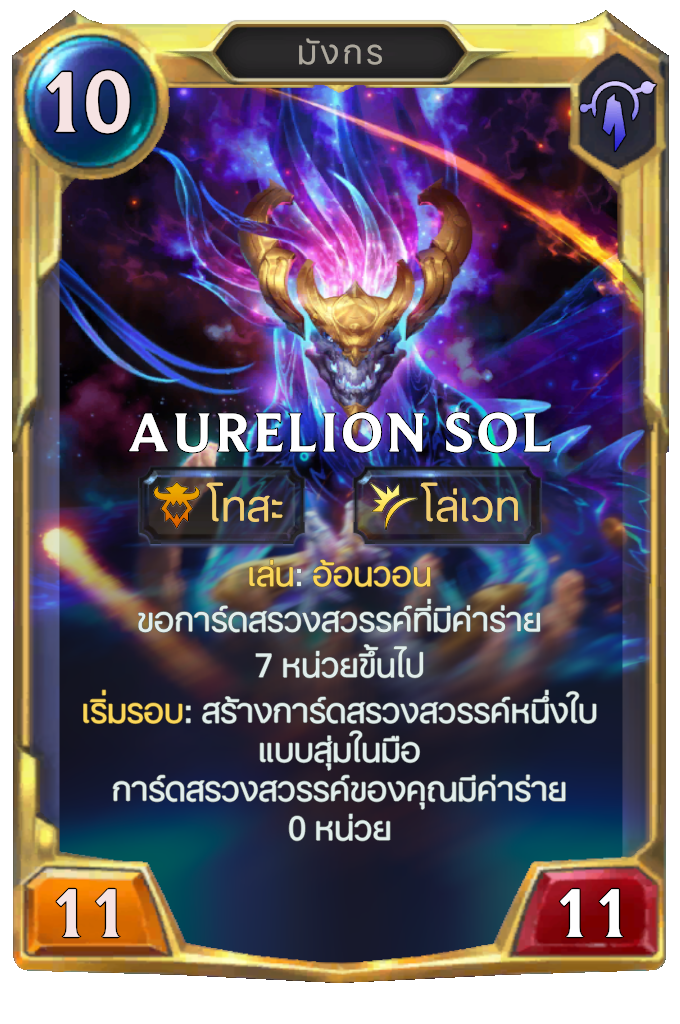 มังกร
10
AURELION SOL
โทสะ โล่เวท
เล่น: อ้อนวอน
ขอการ์ดสรวงสวรรค์ที่มีค่าร่าย
7 หน่วยขึ้นไป
เริ่มรอบ: สร้างการ์ดสรวงสวรรค์หนึ่งใบ
แบบสุ่มในมือ
การ์ดสรวงสวรรค์ของคุณมีค่าร่าย
0 หน่วย
11 11